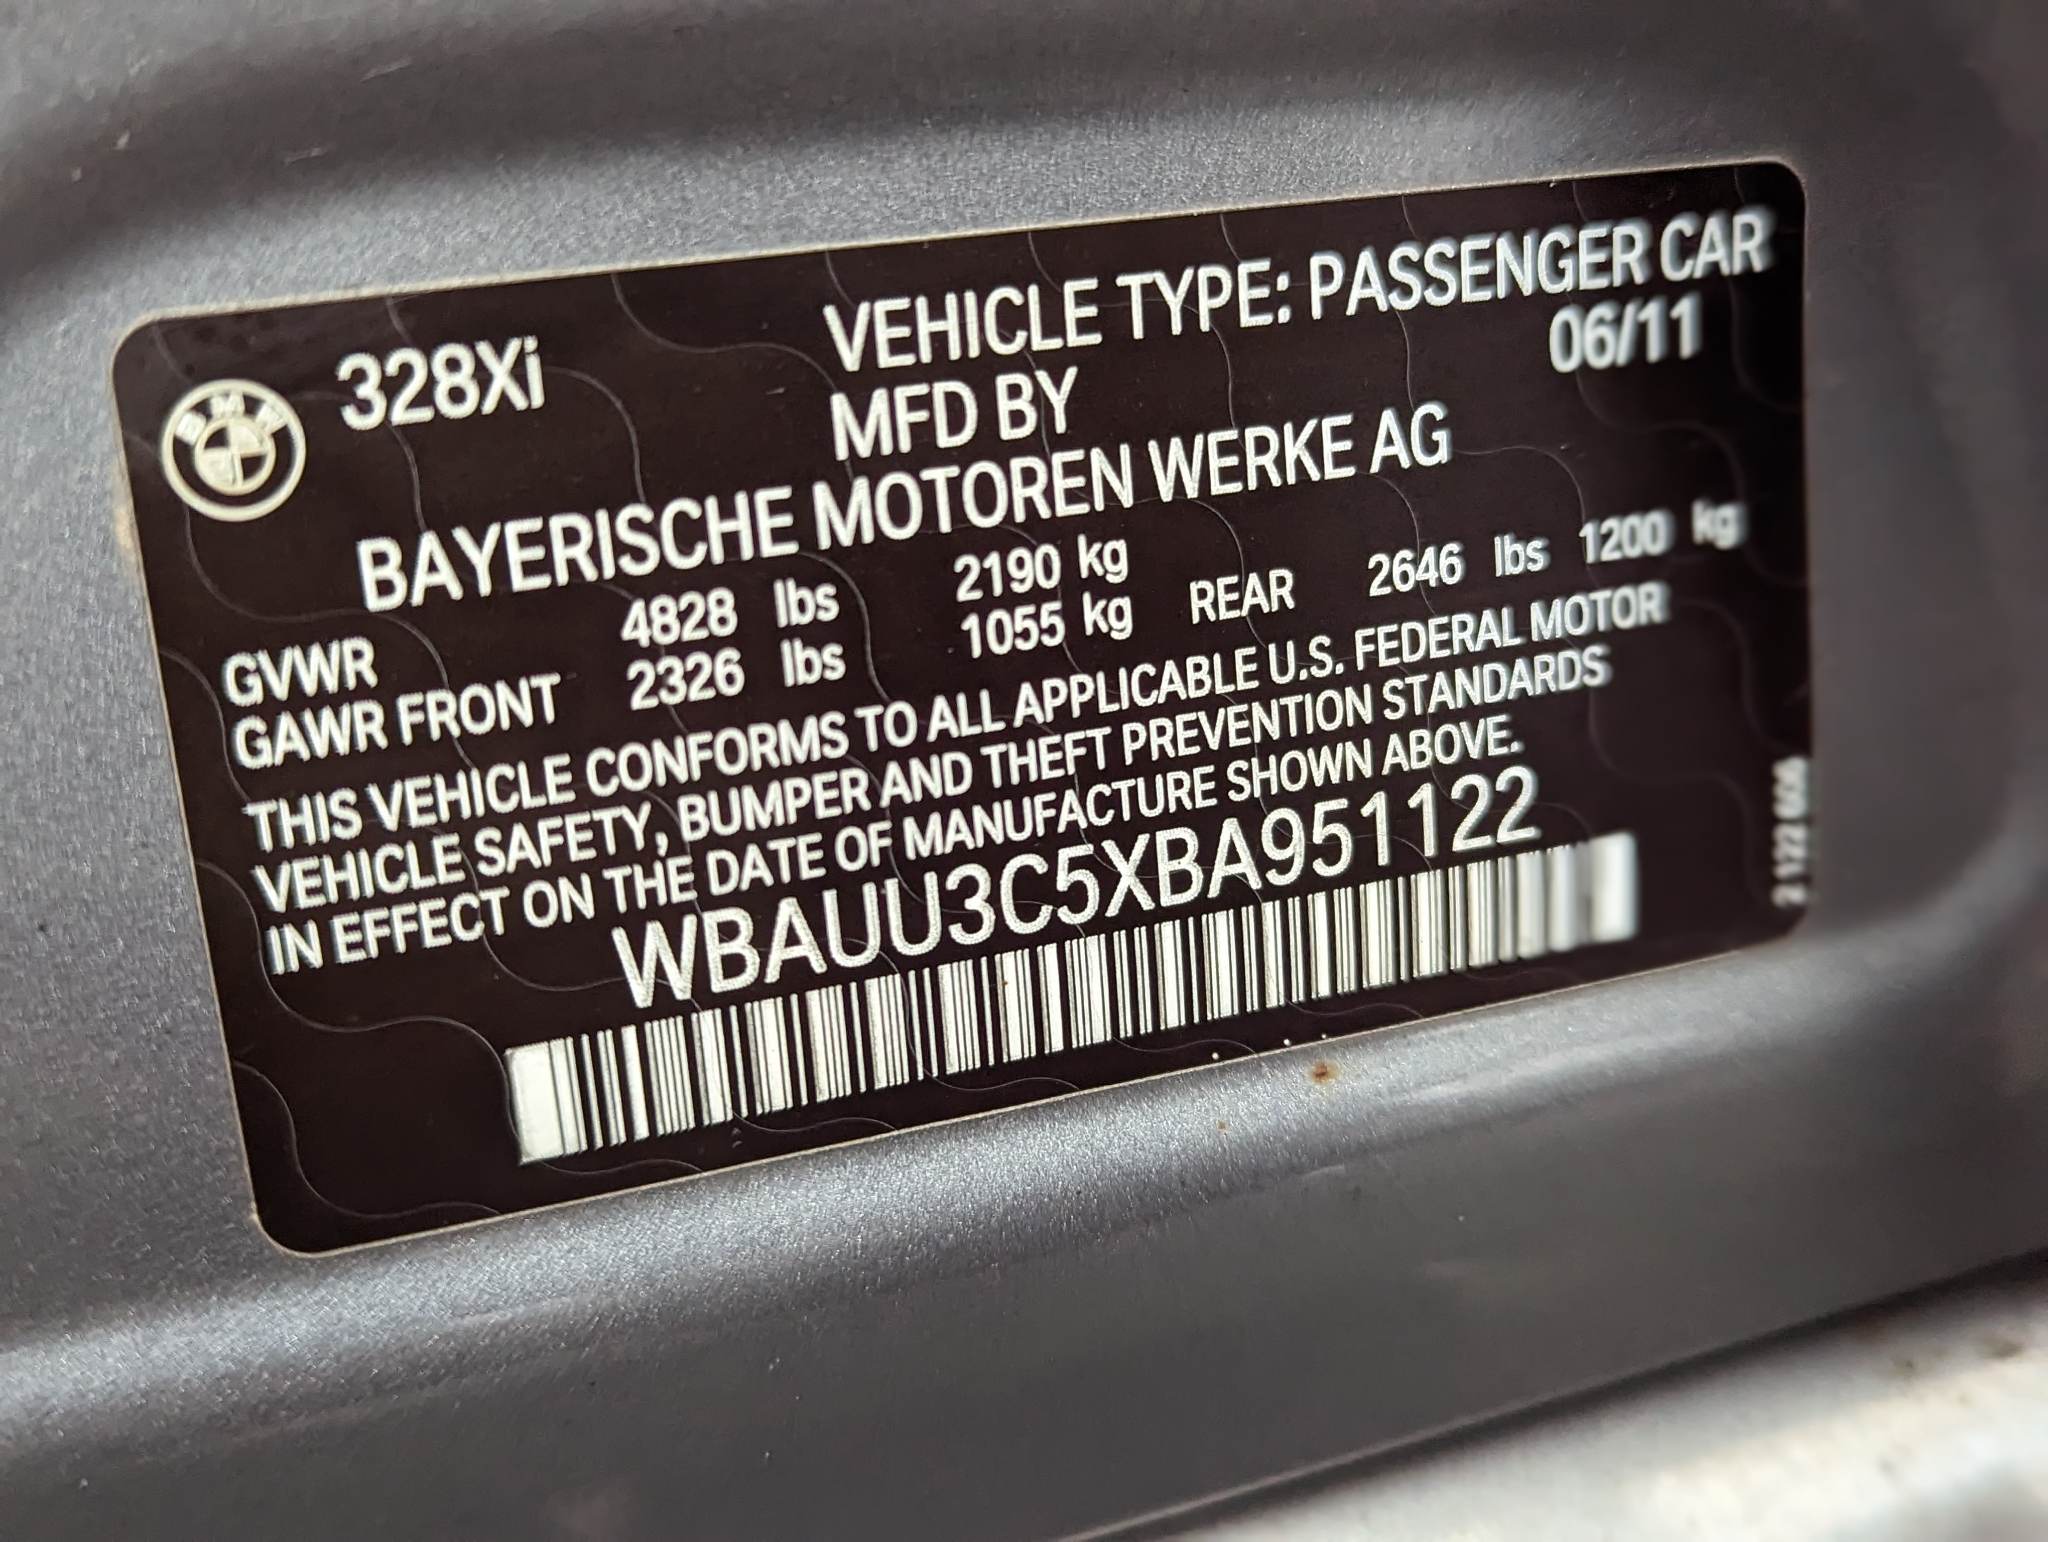 BMW
328Xi
VEHICLE TYPE: PASSENGER CAR
MFD BY 06/11
BAYERISCHE MOTOREN WERKE AG
GVWR 4828 lbs 2190 kg
GAWR FRONT 2326 lbs 1055 kg REAR 2646 lbs 1200 kg
THIS VEHICLE CONFORMS TO ALL APPLICABLE U.S. FEDERAL MOTOR
VEHICLE SAFETY, BUMPER AND THEFT PREVENTION STANDARDS
IN EFFECT ON THE DATE OF MANUFACTURE SHOWN ABOVE.
WBAUU3C5XBA951122